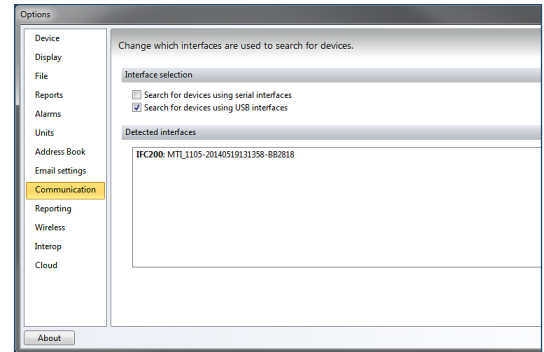 Options
Device
Display
File
Reports
Alarms
Units
Address Book
Email settings
Communication
Reporting
Wireless
Interop
Cloud
Change which interfaces are used to search for devices.
Interface selection
Search for devices using serial interfaces
Search for devices using USB interfaces
Detected interfaces
IFC200: MTI_1105-20140519131358-BB2818
About